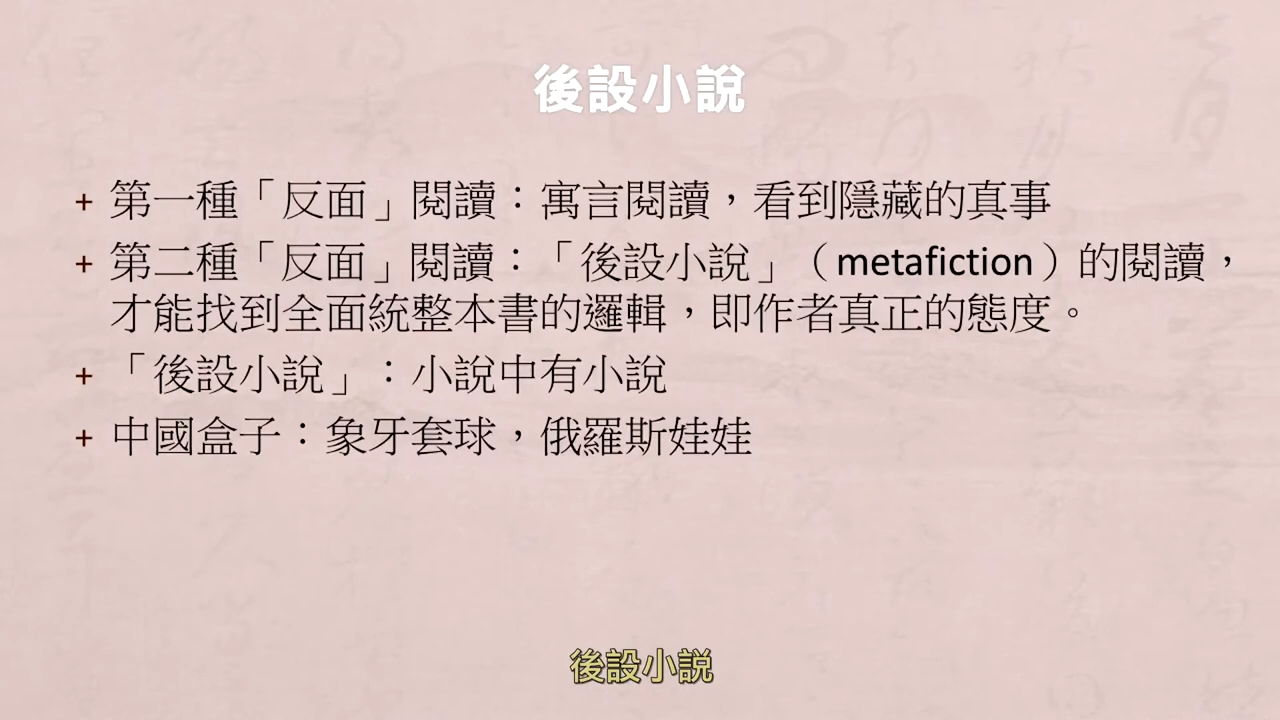 後設小說
+ 第一種「反面」閱讀：寓言閱讀，看到隱藏的真事
+ 第二種「反面」閱讀：「後設小說」（metafiction）的閱讀，
才能找到全面統整本書的邏輯，即作者真正的態度。
+ 「後設小說」：小說中有小說
+ 中國盒子：象牙套球，俄羅斯娃娃
後設小説